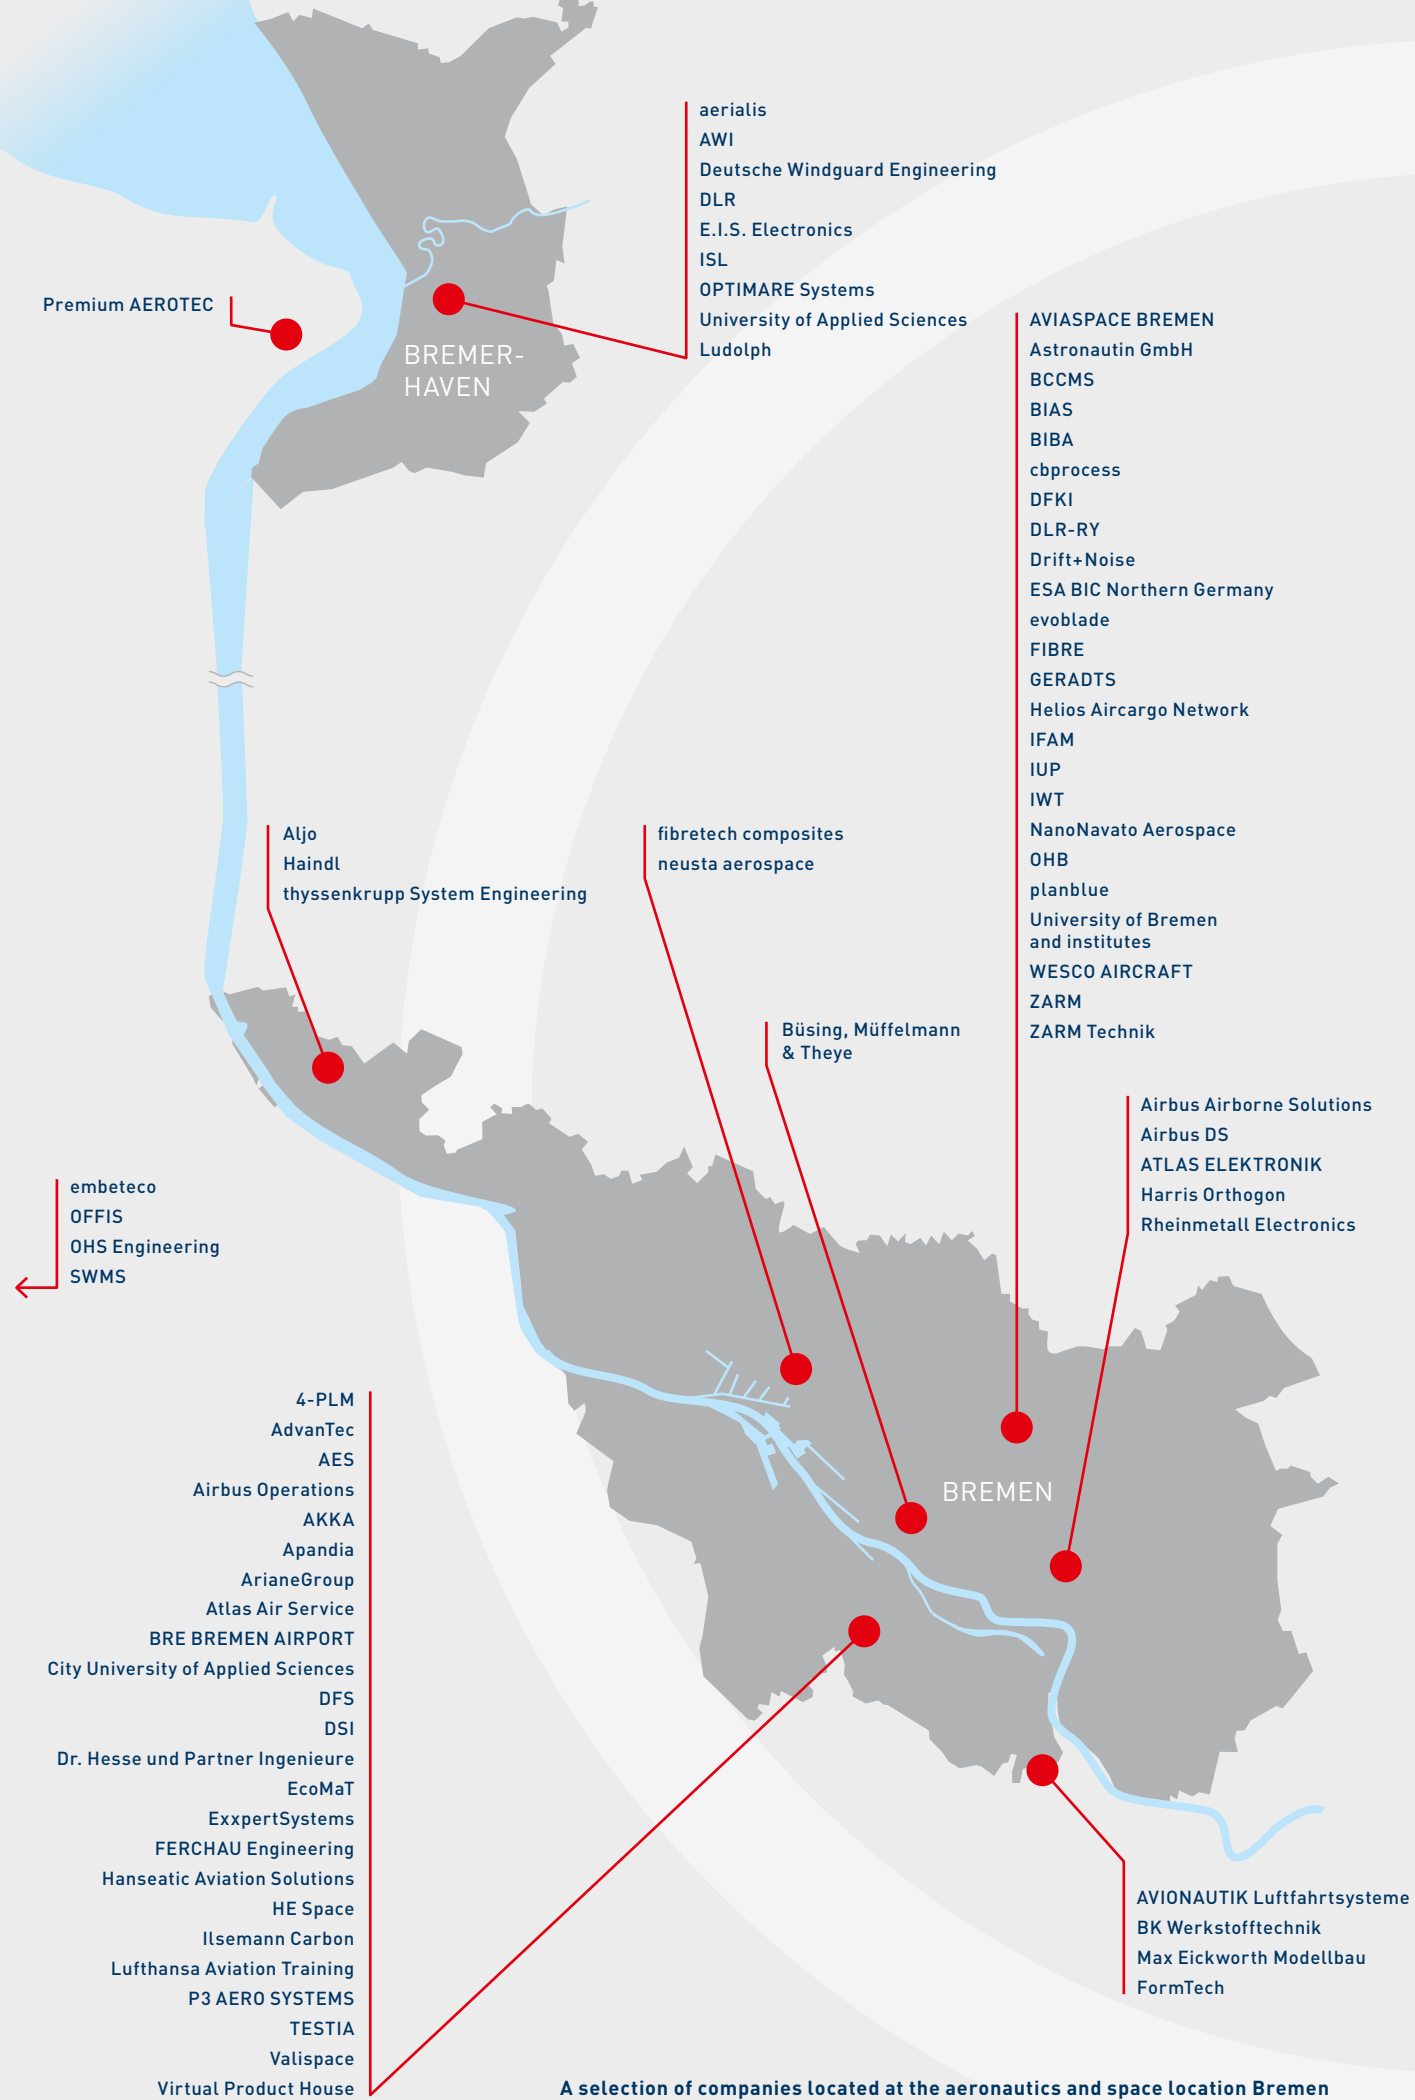 aerialis
AWI
Deutsche Windguard Engineering
DLR
E.I.S. Electronics
ISL
OPTIMARE Systems
University of Applied Sciences
Ludolph
Premium AEROTEC
BREMER-
HAVEN
AVIASPACE BREMEN
Astronautin GmbH
BCCMS
BIAS
BIBA
cbprocess
DFKI
DLR-RY
Drift+Noise
ESA BIC Northern Germany
evoblade
FIBRE
GERADTS
Helios Aircargo Network
IFAM
IUP
IWT
NanoNavato Aerospace
OHB
planblue
University of Bremen
and institutes
WESCO AIRCRAFT
ZARM
ZARM Technik
Aljo
Haindl
thyssenkrupp System Engineering
fibretech composites
neusta aerospace
Büsing, Müffelmann
& Theye
Airbus Airborne Solutions
Airbus DS
ATLAS ELEKTRONIK
Harris Orthogon
Rheinmetall Electronics
embeteco
OFFIS
OHS Engineering
SWMS
BREMEN
4-PLM
AdvanTec
AES
Airbus Operations
AKKA
Apandia
ArianeGroup
Atlas Air Service
BRE BREMEN AIRPORT
City University of Applied Sciences
DFS
DSI
Dr. Hesse und Partner Ingenieure
EcoMaT
ExxpertSystems
FERCHAU Engineering
Hanseatic Aviation Solutions
HE Space
Ilsemann Carbon
Lufthansa Aviation Training
P3 AERO SYSTEMS
TESTIA
Valispace
Virtual Product House
AVIONAUTIK Luftfahrtsysteme
BK Werkstofftechnik
Max Eickworth Modellbau
FormTech
A selection of companies located at the aeronautics and space location Bremen